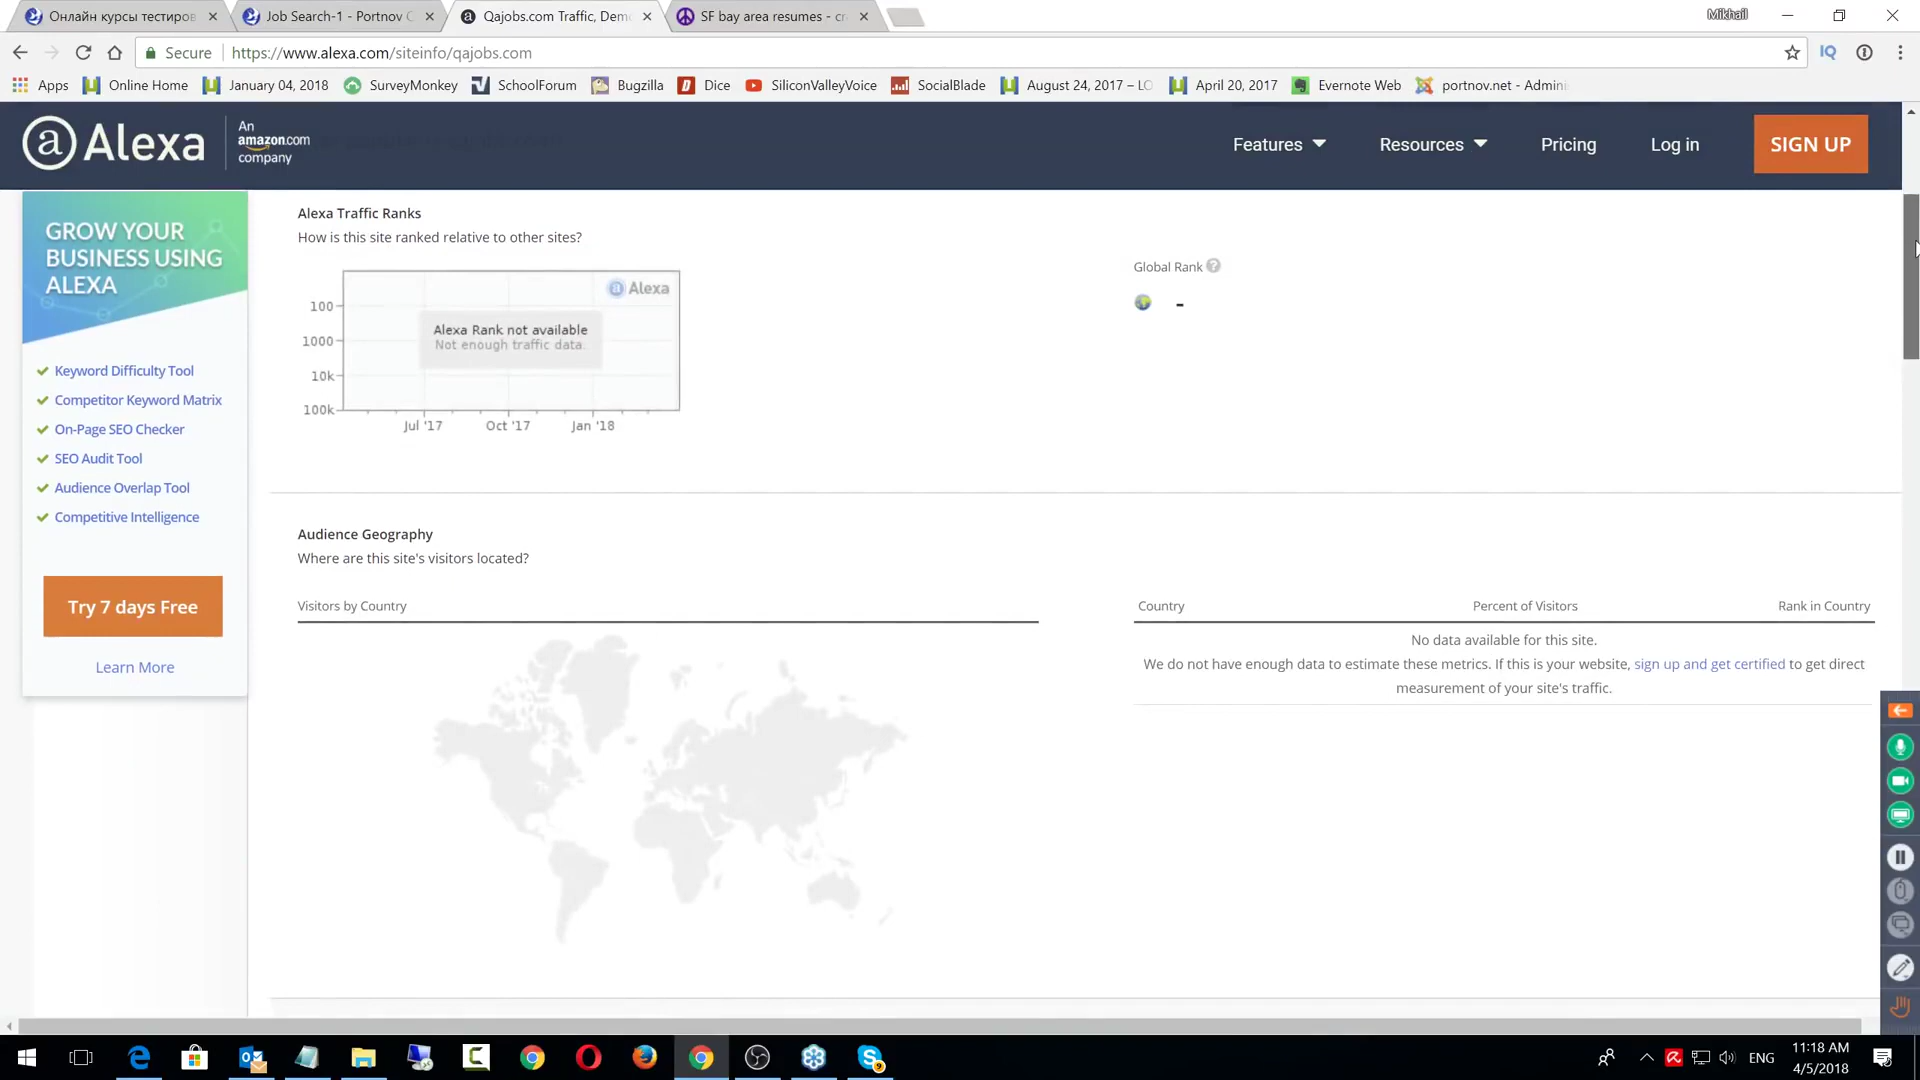 Онлайн курсы тестиров
Job Search-1 - Portnov C
Qajobs.com Traffic, Demo
SF bay area resumes - cr
Mikhail
Secure
https://www.alexa.com/siteinfo/qajobs.com
Apps
Online Home
January 04, 2018
SurveyMonkey
SchoolForum
Bugzilla
Dice
SiliconValleyVoice
SocialBlade
August 24, 2017 – LO
April 20, 2017
Evernote Web
portnov.net - Admini
Alexa
An
amazon.com
company
Features
Resources
Pricing
Log in
SIGN UP
GROW YOUR
BUSINESS USING
ALEXA
Keyword Difficulty Tool
Competitor Keyword Matrix
On-Page SEO Checker
SEO Audit Tool
Audience Overlap Tool
Competitive Intelligence
Try 7 days Free
Learn More
Alexa Traffic Ranks
How is this site ranked relative to other sites?
Alexa
100
1000
10k
100k
Alexa Rank not available
Not enough traffic data.
Jul '17
Oct '17
Jan '18
Global Rank ?
-
Audience Geography
Where are this site's visitors located?
Visitors by Country
Country
Percent of Visitors
Rank in Country
No data available for this site.
We do not have enough data to estimate these metrics. If this is your website, sign up and get certified to get direct
measurement of your site's traffic.
9
ENG
11:18 AM
4/5/2018